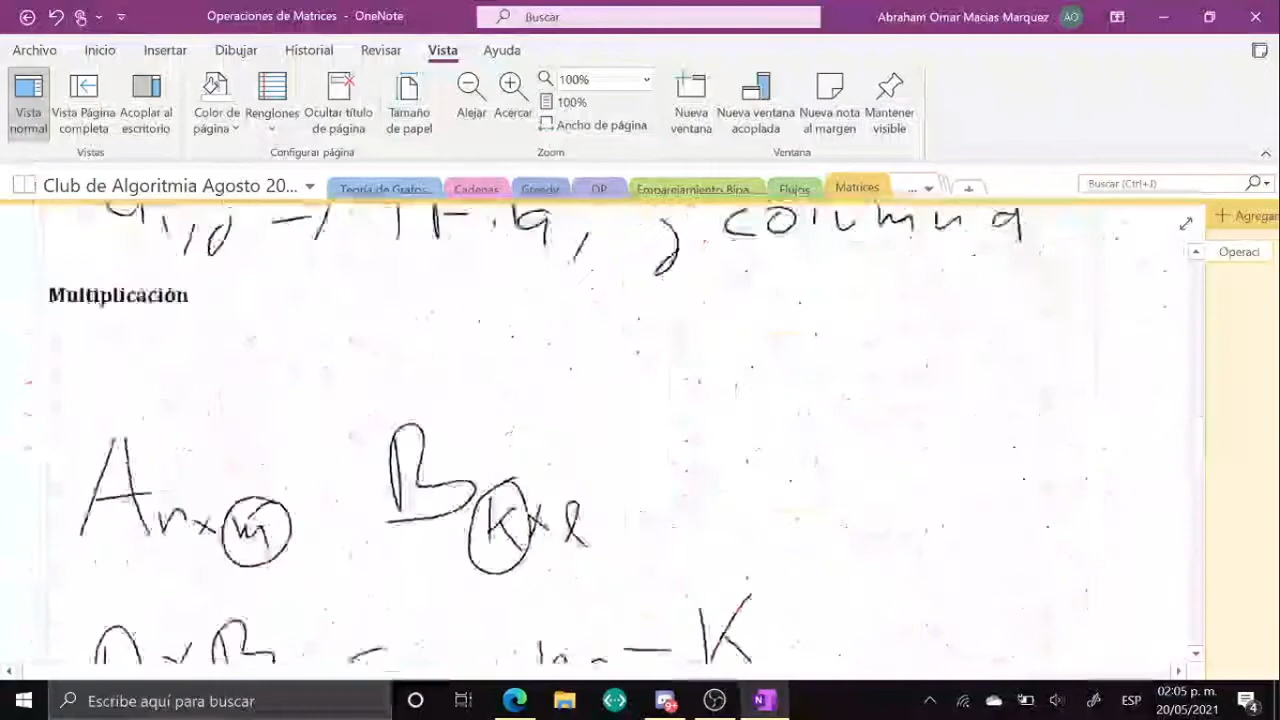 Operaciones de Matrices - OneNote
Buscar
Abraham Omar Macias Marquez AO
Archivo Inicio Insertar Dibujar Historial Revisar Vista Ayuda
Vista normal
Vista Página completa
Acoplar al escritorio
Color de página
Renglones
Ocultar título de página
Tamaño de papel
Alejar
Acercar
100%
100%
Ancho de página
Nueva ventana
Nueva ventana acoplada
Nueva nota al margen
Mantener visible
Vistas
Configurar página
Zoom
Ventana
Club de Algoritmia Agosto 20...
Teoría de Grafos...
Cadenas
Greedy
DP
Emparejamiento Bipa...
Flujos
Matrices
...
Buscar (Ctrl+J)
Agregar
Operaci
j columna
Multiplicación
A n×m B k×l
A × B
= K
Escribe aquí para buscar
9+
ESP
02:05 p. m.
20/05/2021
4